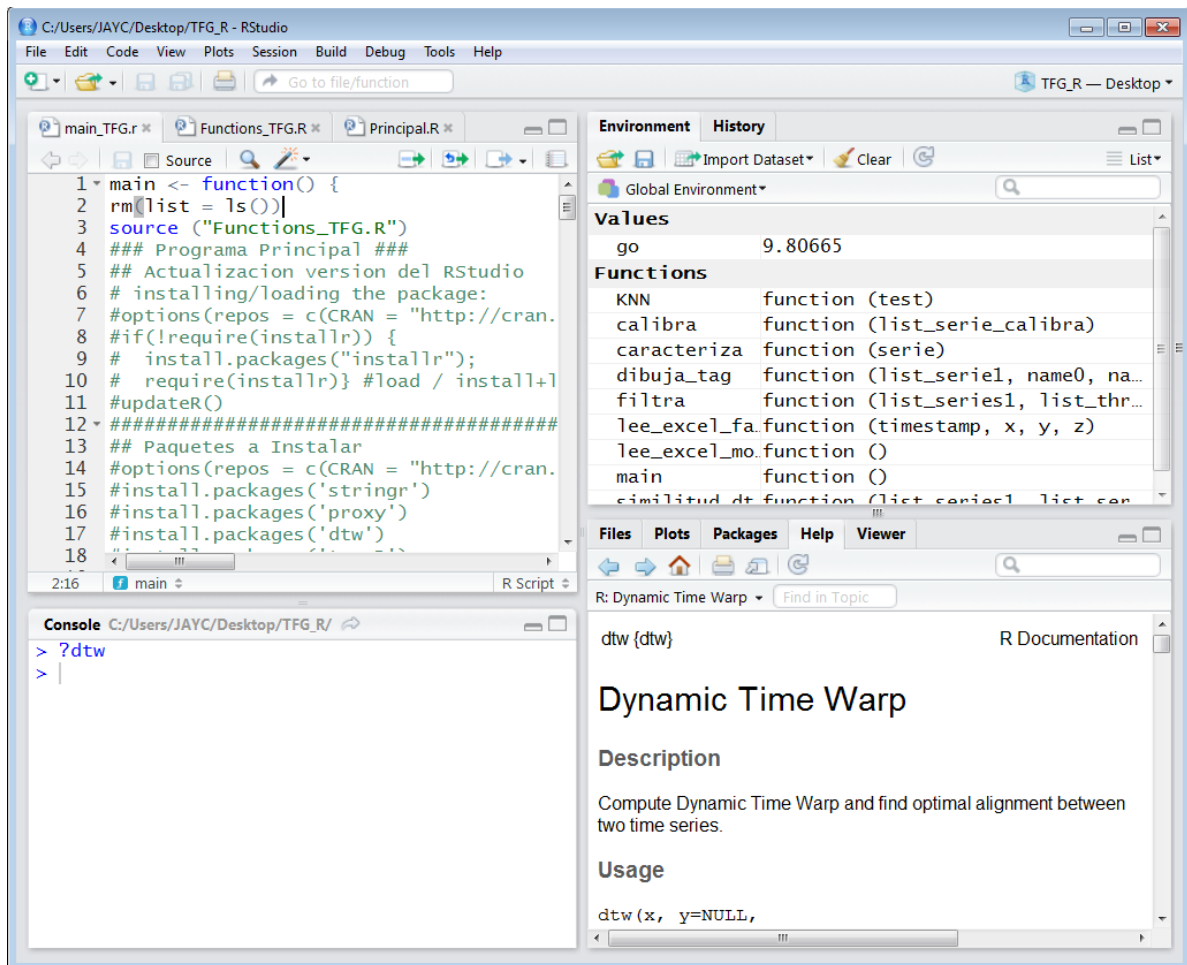 C:/Users/JAYC/Desktop/TFG_R - RStudio
File Edit Code View Plots Session Build Debug Tools Help
Go to file/function
TFG_R — Desktop
main_TFG.r
Functions_TFG.R
Principal.R
Source
1 main <- function() {
2 rm(list = ls())
3 source ("Functions_TFG.R")
4 ### Programa Principal ###
5 ## Actualizacion version del RStudio
6 # installing/loading the package:
7 #options(repos = c(CRAN = "http://cran.
8 #if(!require(installr)) {
9 #  install.packages("installr");
10 #  require(installr)} #load / install+l
11 #updateR()
12 ######################################
13 ## Paquetes a Instalar
14 #options(repos = c(CRAN = "http://cran.
15 #install.packages('stringr')
16 #install.packages('proxy')
17 #install.packages('dtw')
18
2:16 main R Script
Console C:/Users/JAYC/Desktop/TFG_R/
> ?dtw
>
Environment History
Import Dataset Clear List
Global Environment
Values
go 9.80665
Functions
KNN function (test)
calibra function (list_serie_calibra)
caracteriza function (serie)
dibuja_tag function (list_serie1, name0, na…
filtra function (list_series1, list_thr…
lee_excel_fa… function (timestamp, x, y, z)
lee_excel_mo… function ()
main function ()
similitud_dt function (list_series1, list_ser
Files Plots Packages Help Viewer
R: Dynamic Time Warp Find in Topic
dtw {dtw} R Documentation
Dynamic Time Warp
Description
Compute Dynamic Time Warp and find optimal alignment between
two time series.
Usage
dtw(x, y=NULL,